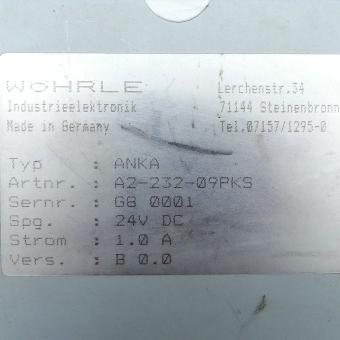 WÖHRLE Lerchenstr.34
Industrieelektronik 71144 Steinenbronn
Made in Germany Tel.07157/1295-0
Typ : ANKA
Artnr. : A2-232-09PKS
Sernr. : G8 0001
Spg. : 24V DC
Strom : 1.0 A
Vers. : B 0.0